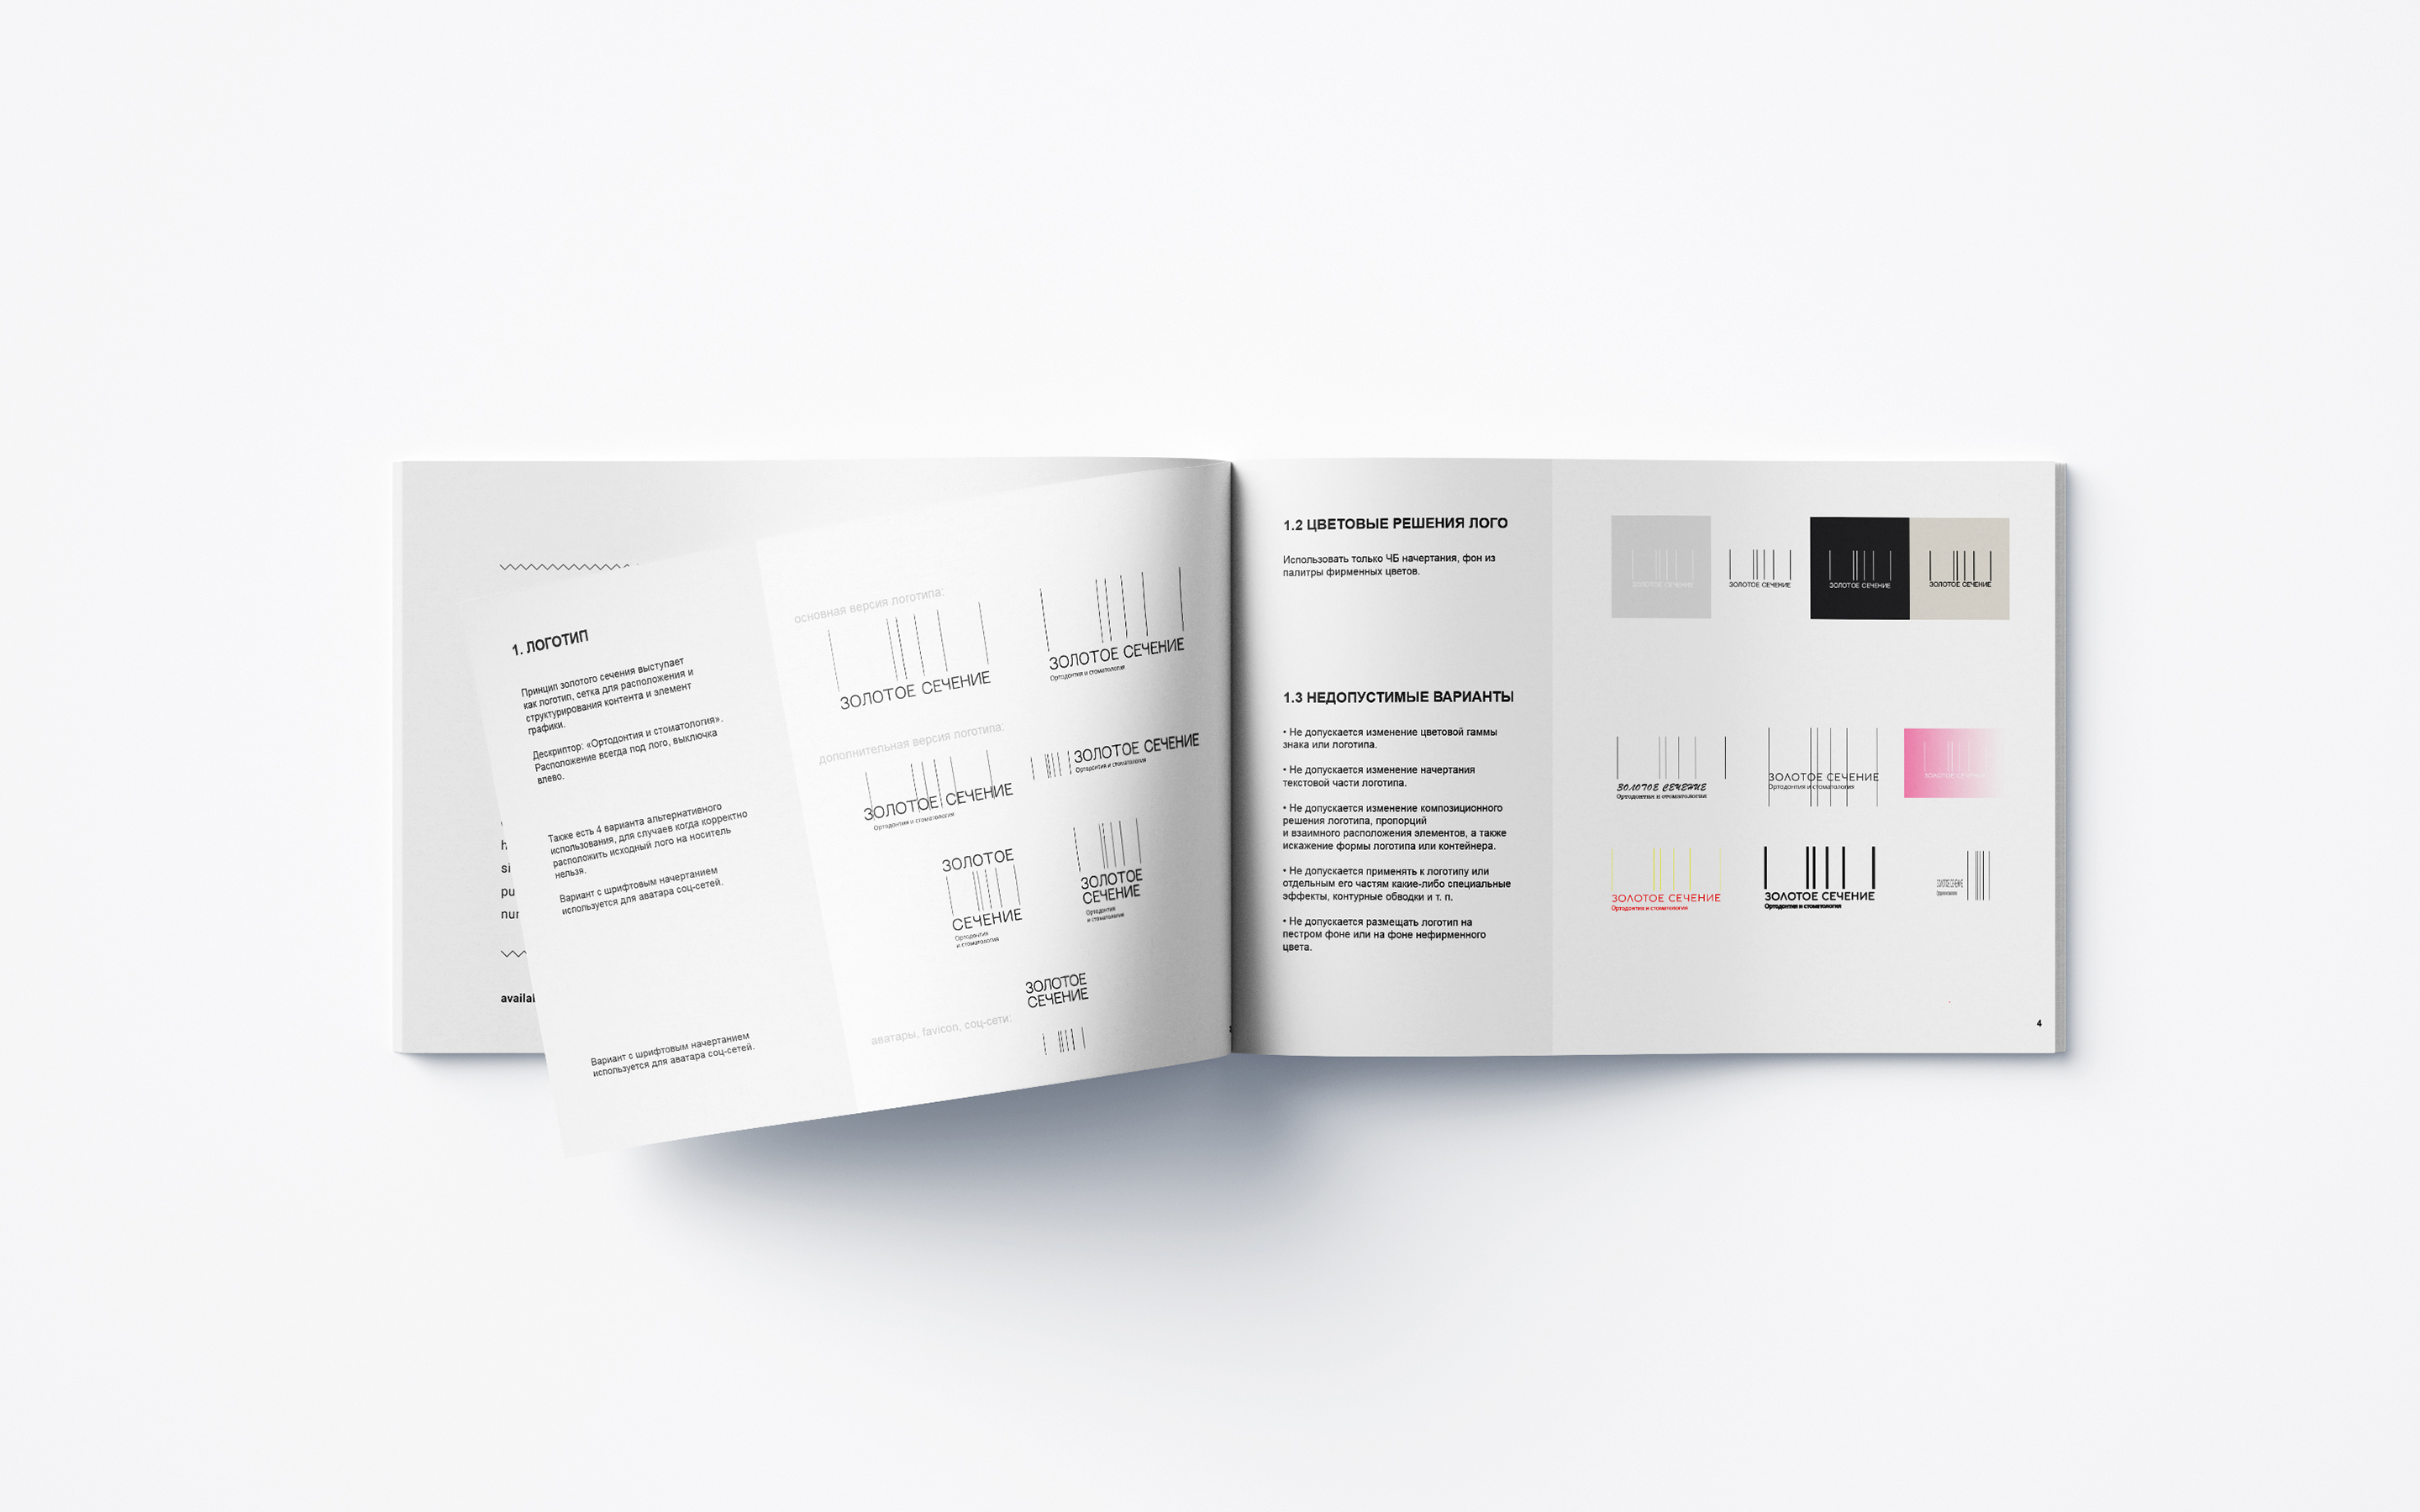 h
si
pu
nur
availal
1. ЛОГОТИП
Принцип золотого сечения выступает
как логотип, сетка для расположения и
структурирования контента и элемент
графики.
Дескриптор: «Ортодонтия и стоматология».
Расположение всегда под лого, выключка
влево.
Также есть 4 варианта альтернативного
использования, для случаев когда корректно
расположить исходный лого на носитель
нельзя.
Вариант с шрифтовым начертанием
используется для аватара соц-сетей.
Вариант с шрифтовым начертанием
используется для аватара соц-сетей.
основная версия логотипа:
ЗОЛОТОЕ СЕЧЕНИЕ
ЗОЛОТОЕ СЕЧЕНИЕ
Ортодонтия и стоматология
дополнительная версия логотипа:
ЗОЛОТОЕ СЕЧЕНИЕ
Ортодонтия и стоматология
ЗОЛОТОЕ СЕЧЕНИЕ
Ортодонтия и стоматология
ЗОЛОТОЕ
СЕЧЕНИЕ
Ортодонтия
и стоматология
ЗОЛОТОЕ
СЕЧЕНИЕ
Ортодонтия
и стоматология
ЗОЛОТОЕ
СЕЧЕНИЕ
аватары, favicon, соц-сети:
1.2 ЦВЕТОВЫЕ РЕШЕНИЯ ЛОГО
Использовать только ЧБ начертания, фон из
палитры фирменных цветов.
ЗОЛОТОЕ СЕЧЕНИЕ
ЗОЛОТОЕ СЕЧЕНИЕ
ЗОЛОТОЕ СЕЧЕНИЕ
ЗОЛОТОЕ СЕЧЕНИЕ
1.3 НЕДОПУСТИМЫЕ ВАРИАНТЫ
• Не допускается изменение цветовой гаммы
знака или логотипа.
• Не допускается изменение начертания
текстовой части логотипа.
• Не допускается изменение композиционного
решения логотипа, пропорций
и взаимного расположения элементов, а также
искажение формы логотипа или контейнера.
• Не допускается применять к логотипу или
отдельным его частям какие-либо специальные
эффекты, контурные обводки и т. п.
• Не допускается размещать логотип на
пестром фоне или на фоне нефирменного
цвета.
ЗОЛОТОЕ СЕЧЕНИЕ
Ортодонтия и стоматология
ЗОЛОТОЕ СЕЧЕНИЕ
Ортодонтия и стоматология
ЗОЛОТОЕ СЕЧЕНИЕ
ЗОЛОТОЕ СЕЧЕНИЕ
Ортодонтия и стоматология
ЗОЛОТОЕ СЕЧЕНИЕ
Ортодонтия и стоматология
ЗОЛОТОЕ СЕЧЕНИЕ
4